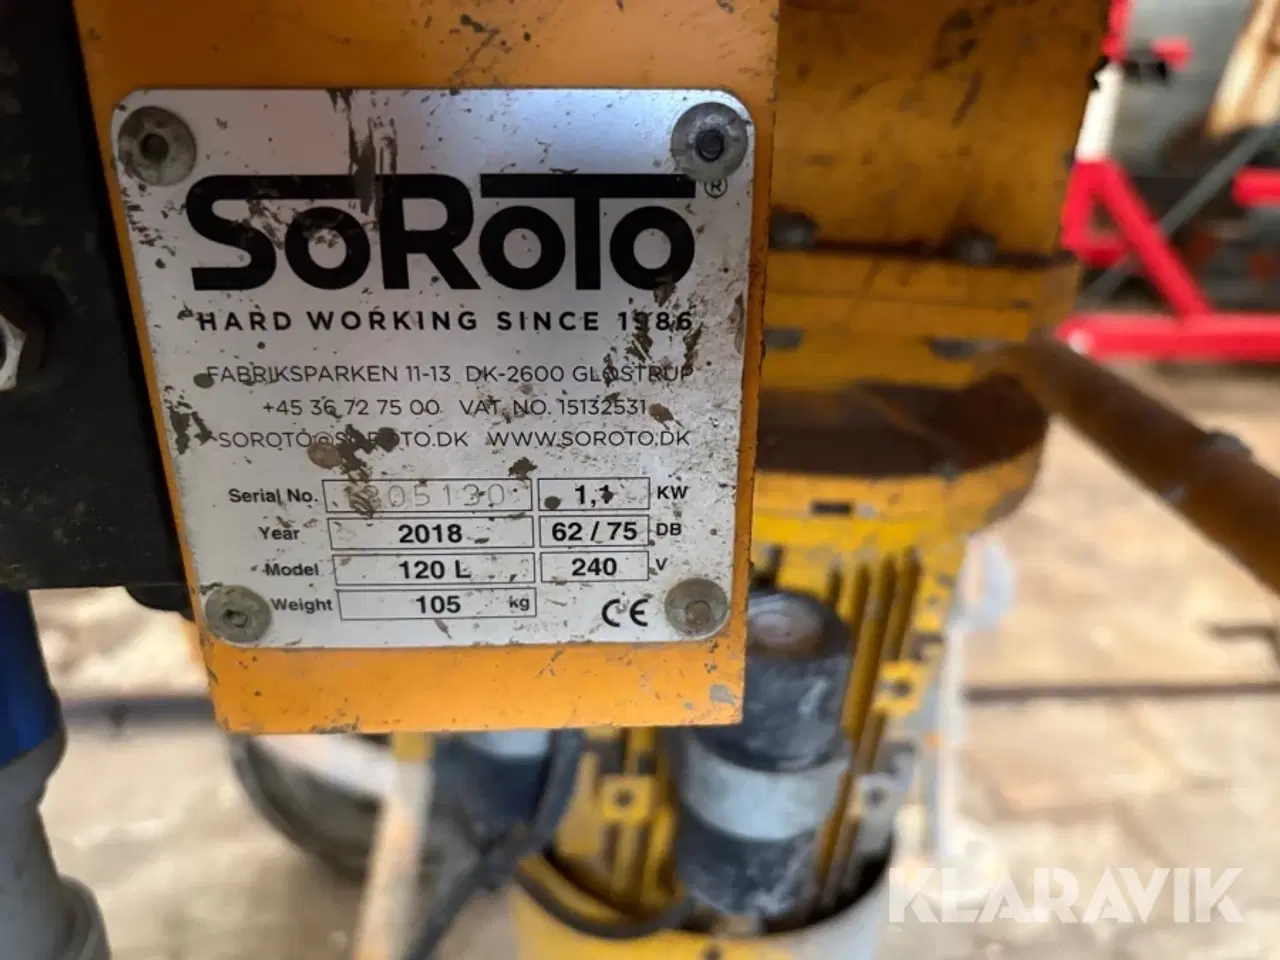 SOROTO®
HARD WORKING SINCE 1986
FABRIKSPARKEN 11-13 DK-2600 GLOSTRUP
+45 36 72 75 00 VAT. NO. 15132531
SOROTO@SOROTO.DK WWW.SOROTO.DK
Serial No. 1,1 KW
Year 2018 62 / 75 DB
Model 120 L 240 V
Weight 105 kg CE
KLARAVIK